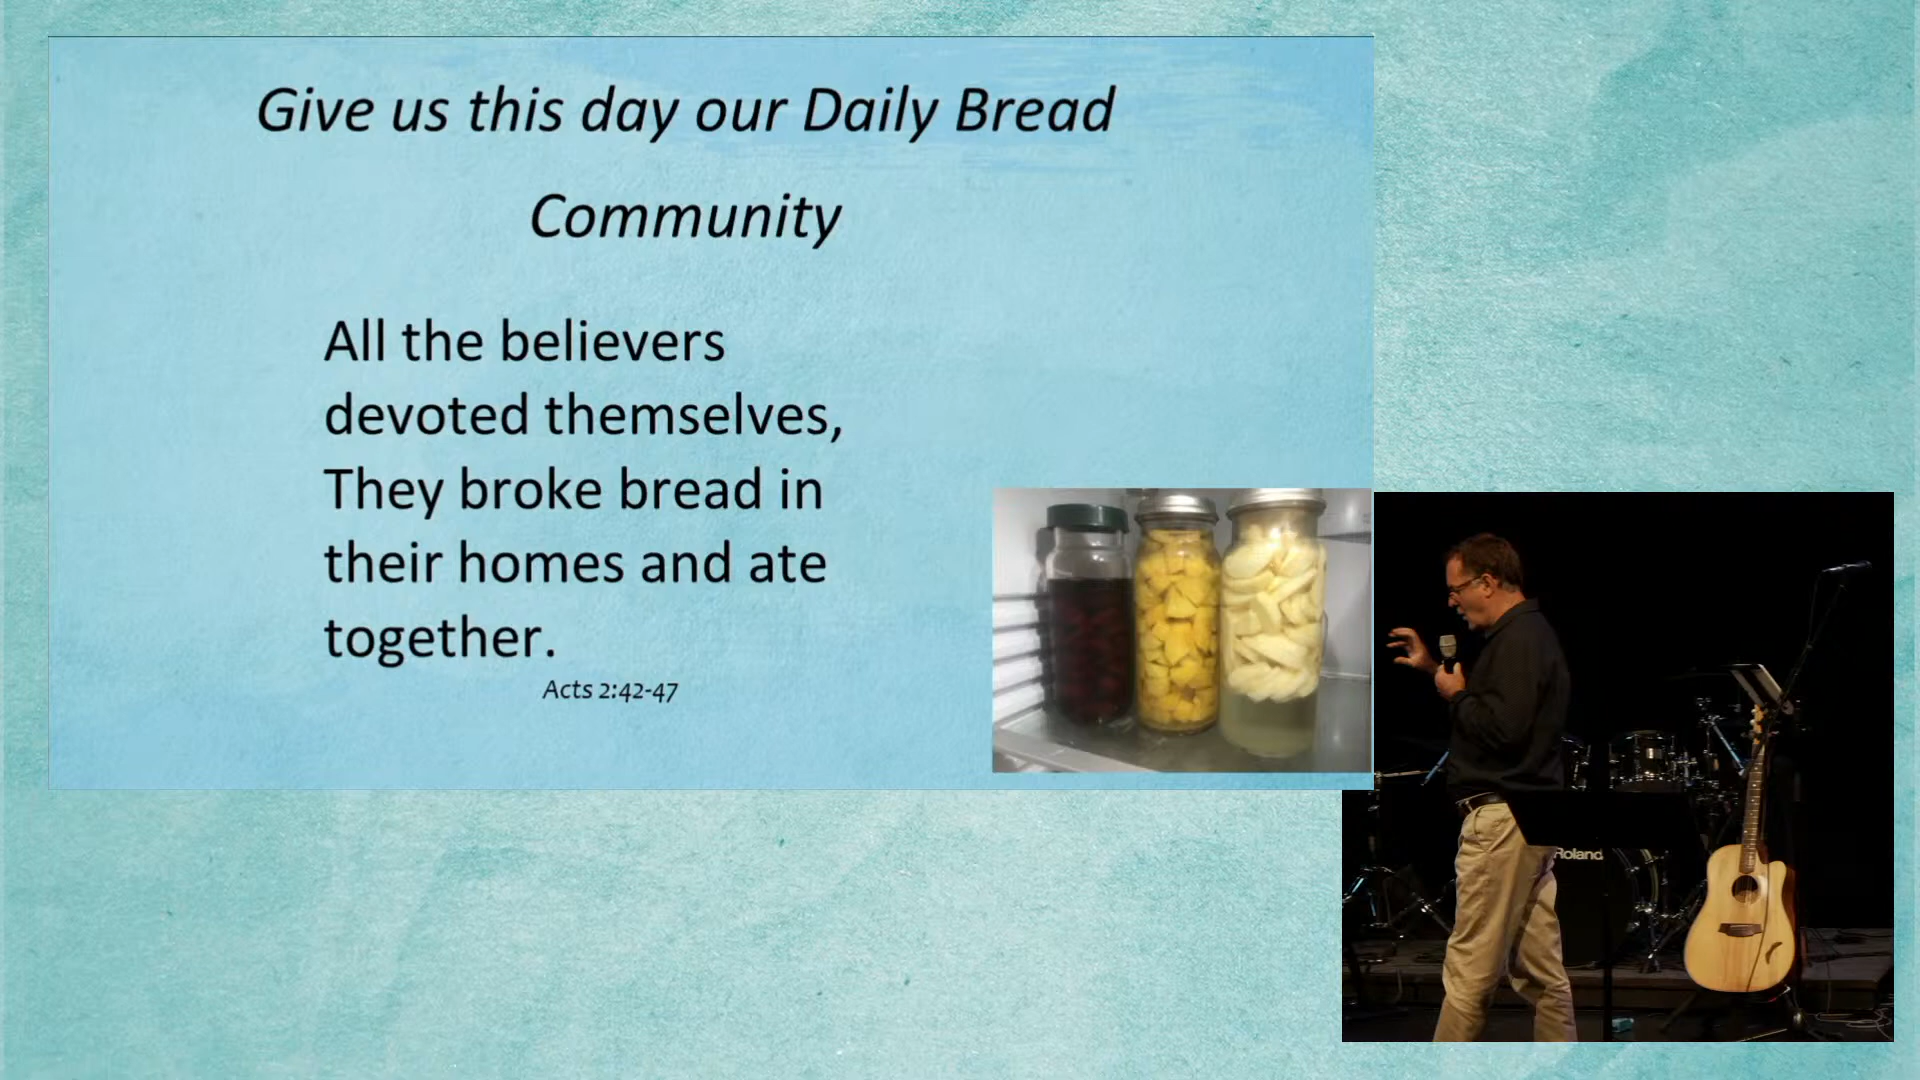 Give us this day our Daily Bread
Community
All the believers
devoted themselves,
They broke bread in
their homes and ate
together.
Acts 2:42-47
Roland